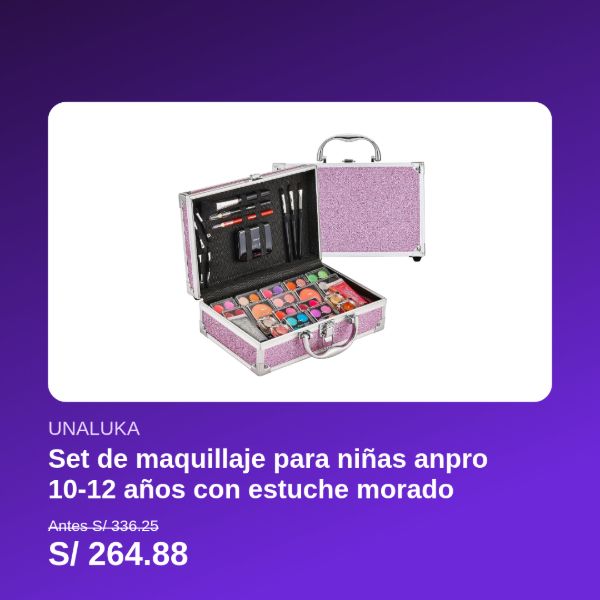 UNALUKA
Set de maquillaje para niñas anpro
10-12 años con estuche morado
Antes S/ 336.25
S/ 264.88